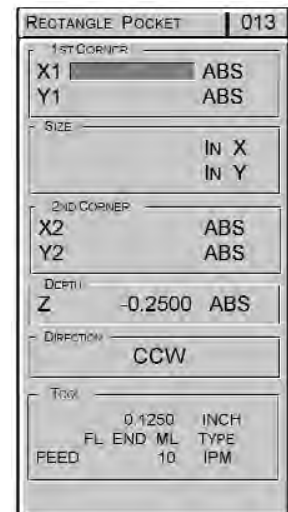 RECTANGLE POCKET 013
1ST CORNER
X1 ABS
Y1 ABS
SIZE
IN X
IN Y
2ND CORNER
X2 ABS
Y2 ABS
DEPTH
Z -0.2500 ABS
DIRECTION
CCW
TOOL
0.1250 INCH
FL END ML TYPE
FEED 10 IPM